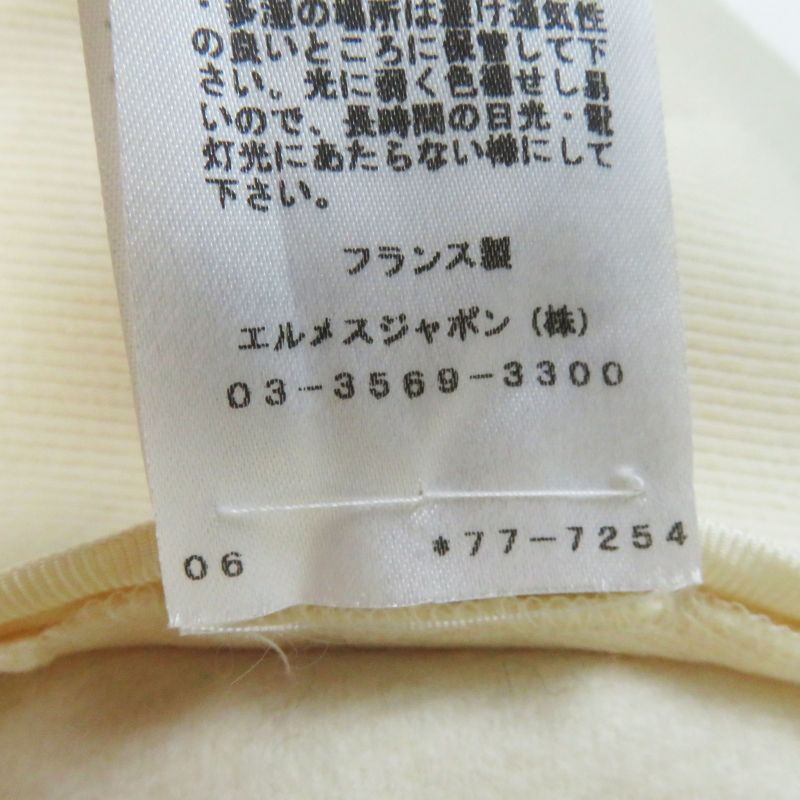 ・多湿の場所は避け通気性
の良いところに保管して下
さい。光に弱く色褪せし易
いので、長時間の日光・蛍
灯光にあたらない様にして
下さい。
フランス製
エルメスジャポン(株)
03-3569-3300
06 *77-7254